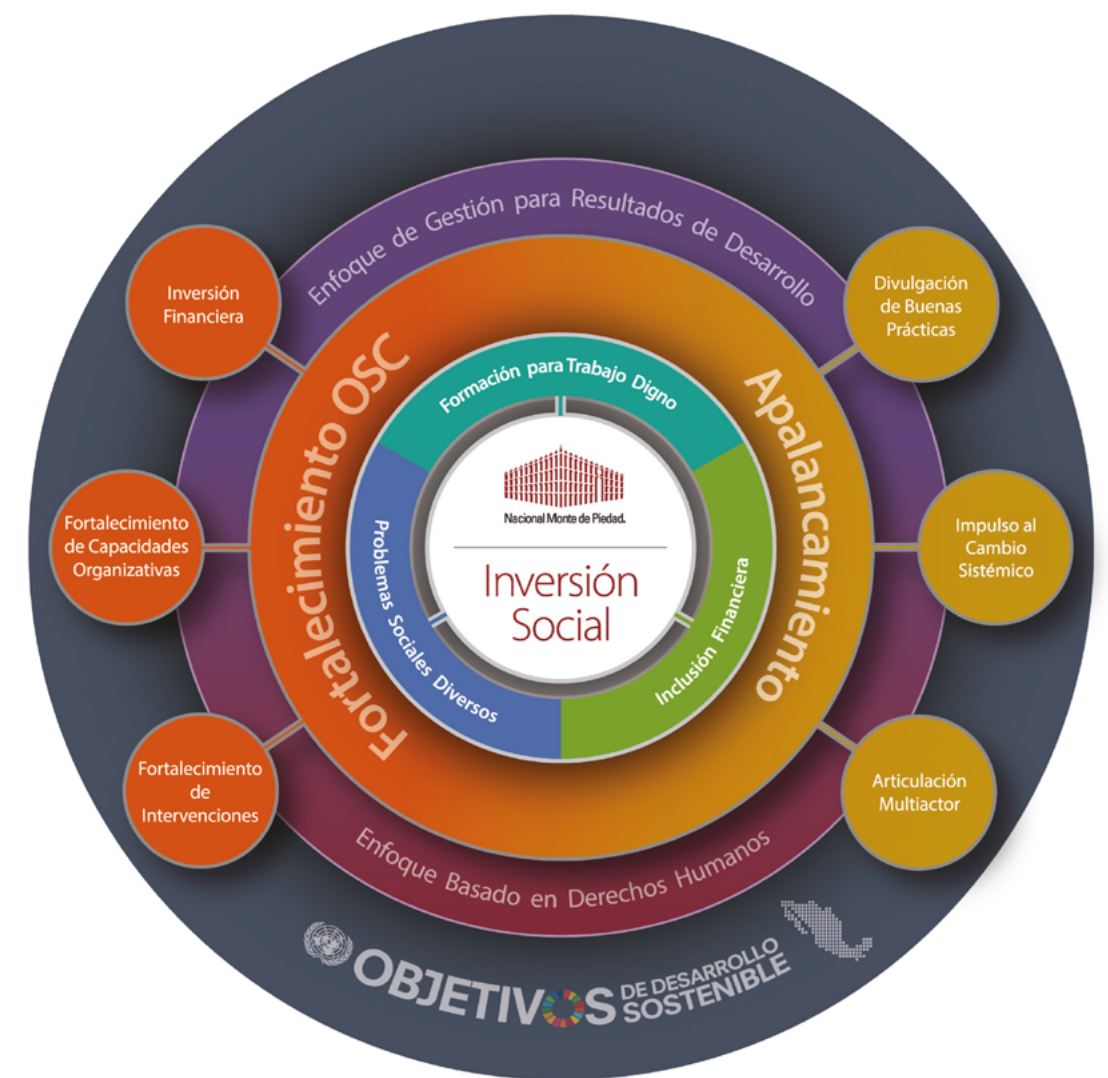 Enfoque de Gestión para Resultados de Desarrollo
Inversión
Financiera
Divulgación
de Buenas
Prácticas
Fortalecimiento OSC
Apalancamiento
Formación para Trabajo Digno
Nacional Monte de Piedad®
Inversión
Social
Problemas Sociales Diversos
Inclusión Financiera
Fortalecimiento
de Capacidades
Organizativas
Impulso al
Cambio
Sistémico
Fortalecimiento
de
Intervenciones
Articulación
Multiactor
Enfoque Basado en Derechos Humanos
OBJETIVOS
DE DESARROLLO
SOSTENIBLE